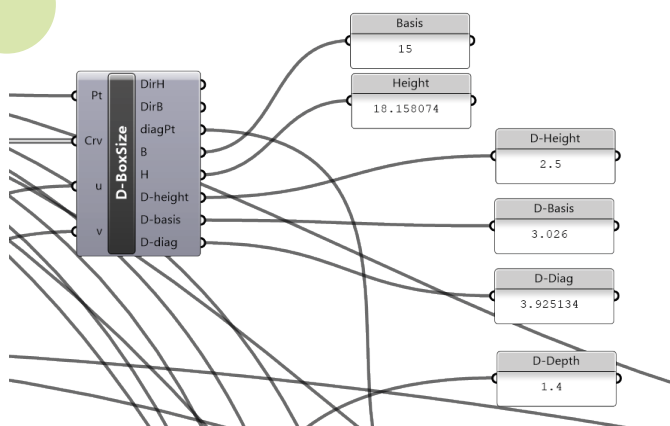 Basis
15
Height
18.158074
D-BoxSize
Pt
Crv
u
v
DirH
DirB
diagPt
B
H
D-height
D-basis
D-diag
D-Height
2.5
D-Basis
3.026
D-Diag
3.925134
D-Depth
1.4